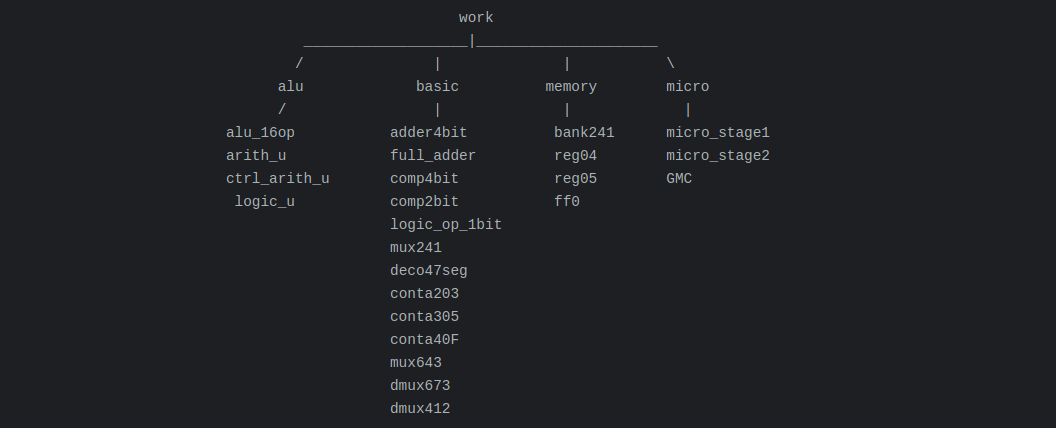 work
___________________|_____________________
/ | | \
alu basic memory micro
/ | | |
alu_16op adder4bit bank241 micro_stage1
arith_u full_adder reg04 micro_stage2
ctrl_arith_u comp4bit reg05 GMC
logic_u comp2bit ff0
logic_op_1bit
mux241
deco47seg
conta203
conta305
conta40F
mux643
dmux673
dmux412